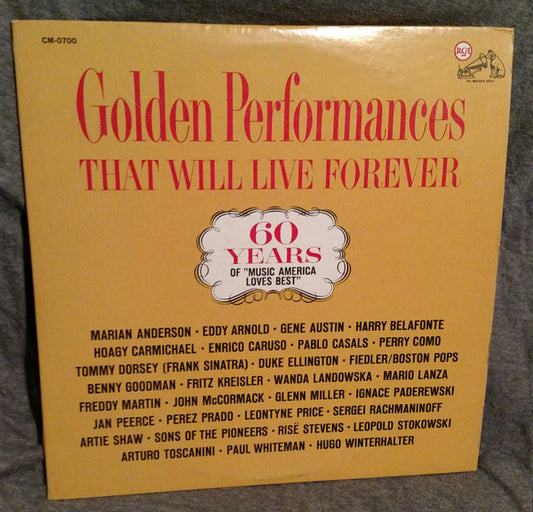 CM-0700
RCA
"HIS MASTER'S VOICE"
Golden Performances
THAT WILL LIVE FOREVER
60
YEARS
OF "MUSIC AMERICA
LOVES BEST"
MARIAN ANDERSON · EDDY ARNOLD · GENE AUSTIN · HARRY BELAFONTE
HOAGY CARMICHAEL · ENRICO CARUSO · PABLO CASALS · PERRY COMO
TOMMY DORSEY (FRANK SINATRA) · DUKE ELLINGTON · FIEDLER/BOSTON POPS
BENNY GOODMAN · FRITZ KREISLER · WANDA LANDOWSKA · MARIO LANZA
FREDDY MARTIN · JOHN McCORMACK · GLENN MILLER · IGNACE PADEREWSKI
JAN PEERCE · PEREZ PRADO · LEONTYNE PRICE · SERGEI RACHMANINOFF
ARTIE SHAW · SONS OF THE PIONEERS · RISË STEVENS · LEOPOLD STOKOWSKI
ARTURO TOSCANINI · PAUL WHITEMAN · HUGO WINTERHALTER